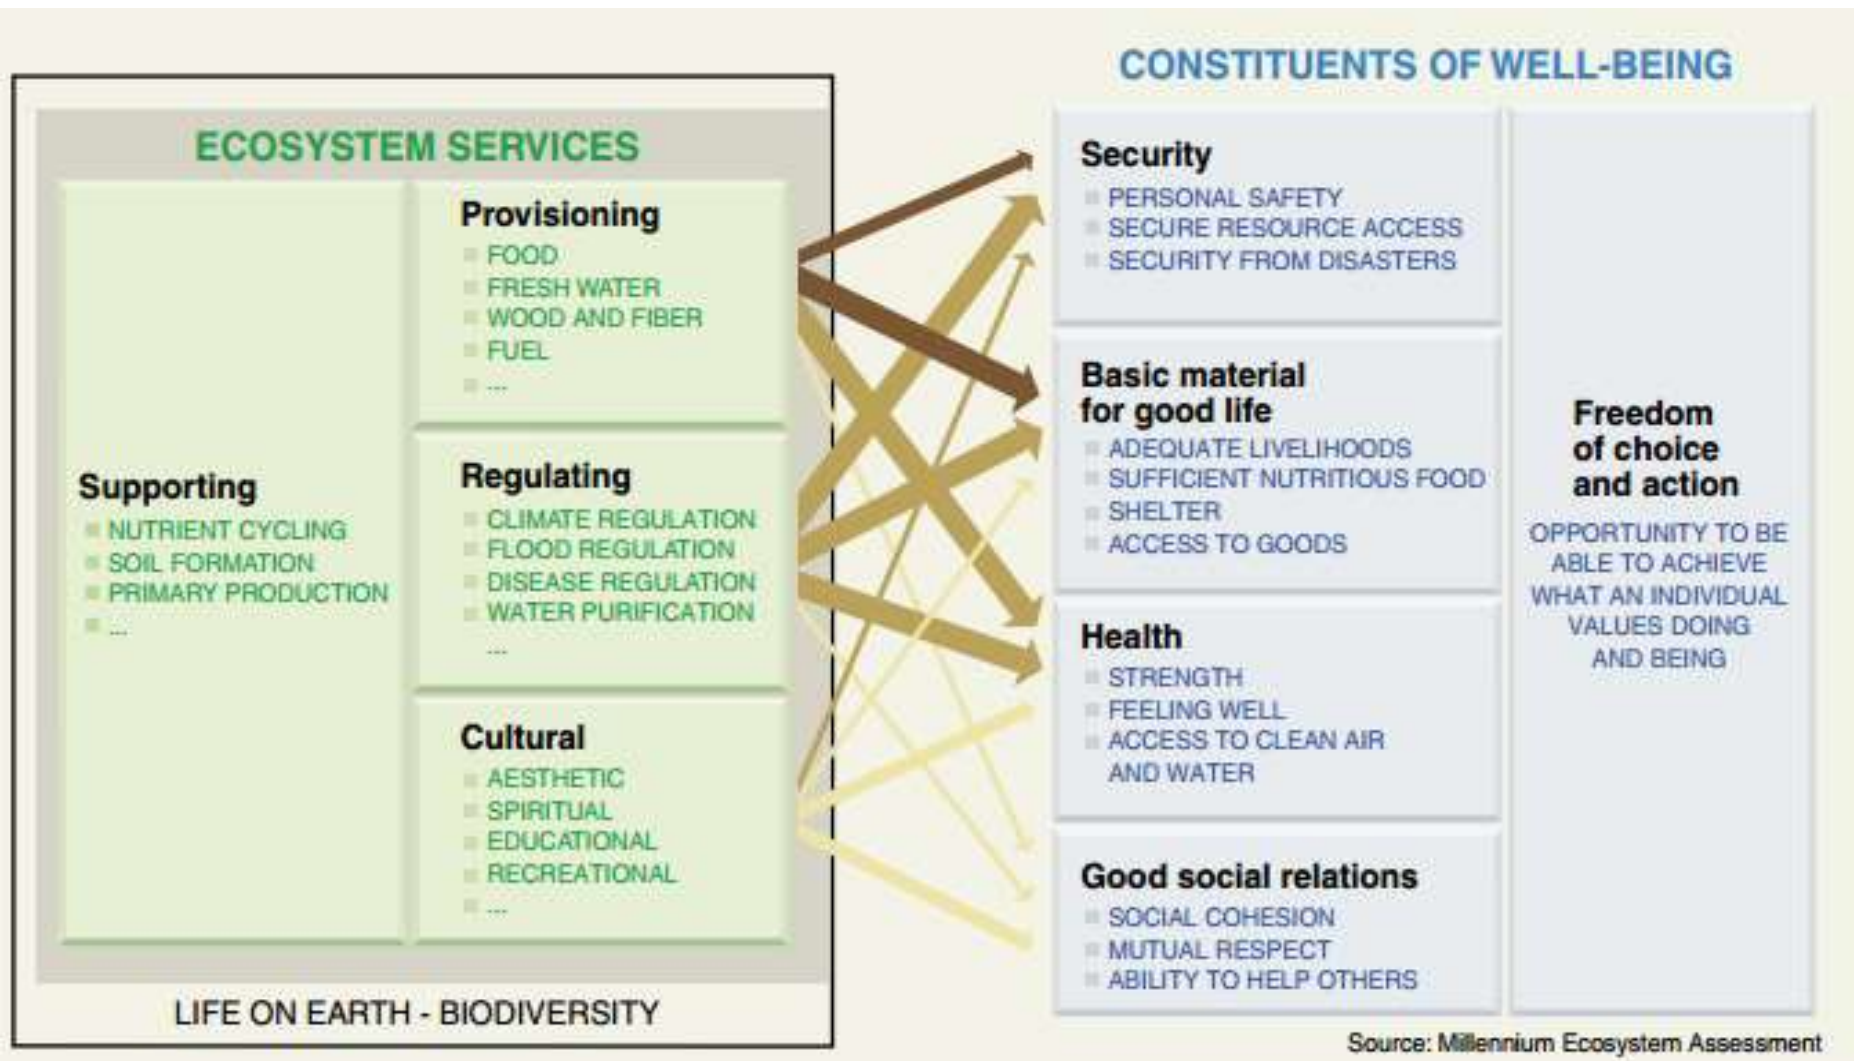 ECOSYSTEM SERVICES
Supporting
NUTRIENT CYCLING
SOIL FORMATION
PRIMARY PRODUCTION
...
Provisioning
FOOD
FRESH WATER
WOOD AND FIBER
FUEL
...
Regulating
CLIMATE REGULATION
FLOOD REGULATION
DISEASE REGULATION
WATER PURIFICATION
...
Cultural
AESTHETIC
SPIRITUAL
EDUCATIONAL
RECREATIONAL
...
LIFE ON EARTH - BIODIVERSITY
CONSTITUENTS OF WELL-BEING
Security
PERSONAL SAFETY
SECURE RESOURCE ACCESS
SECURITY FROM DISASTERS
Basic material
for good life
ADEQUATE LIVELIHOODS
SUFFICIENT NUTRITIOUS FOOD
SHELTER
ACCESS TO GOODS
Health
STRENGTH
FEELING WELL
ACCESS TO CLEAN AIR
AND WATER
Good social relations
SOCIAL COHESION
MUTUAL RESPECT
ABILITY TO HELP OTHERS
Freedom
of choice
and action
OPPORTUNITY TO BE
ABLE TO ACHIEVE
WHAT AN INDIVIDUAL
VALUES DOING
AND BEING
Source: Millennium Ecosystem Assessment